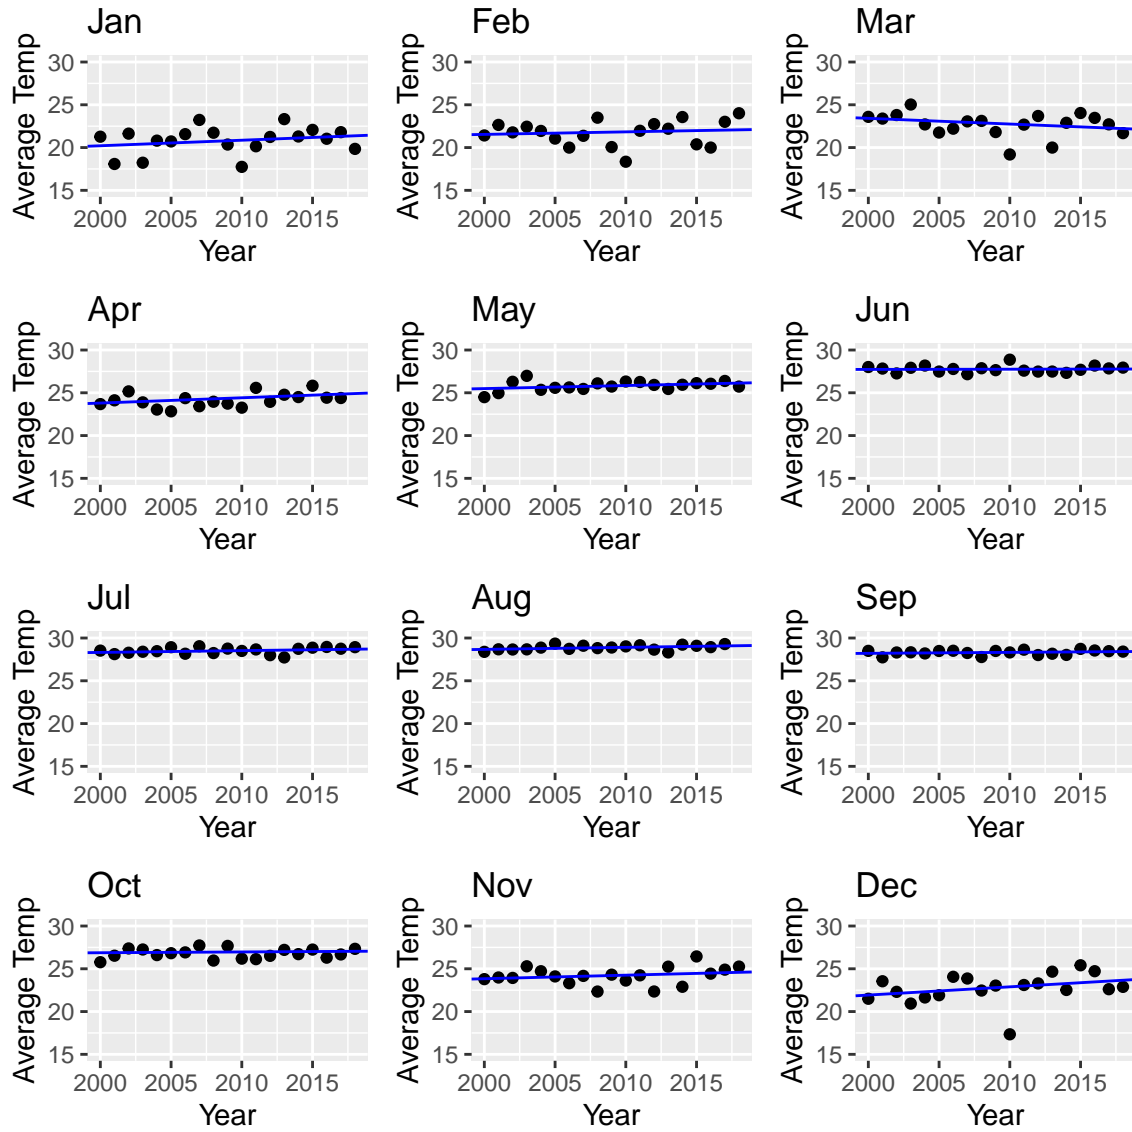 Jan Feb Mar
Average Temp 30 25 20 15 Average Temp 30 25 20 15 Average Temp 30 25 20 15
2000 2005 2010 2015 2000 2005 2010 2015 2000 2005 2010 2015
Year Year Year
Apr May Jun
Average Temp 30 25 20 15 Average Temp 30 25 20 15 Average Temp 30 25 20 15
2000 2005 2010 2015 2000 2005 2010 2015 2000 2005 2010 2015
Year Year Year
Jul Aug Sep
Average Temp 30 25 20 15 Average Temp 30 25 20 15 Average Temp 30 25 20 15
2000 2005 2010 2015 2000 2005 2010 2015 2000 2005 2010 2015
Year Year Year
Oct Nov Dec
Average Temp 30 25 20 15 Average Temp 30 25 20 15 Average Temp 30 25 20 15
2000 2005 2010 2015 2000 2005 2010 2015 2000 2005 2010 2015
Year Year Year